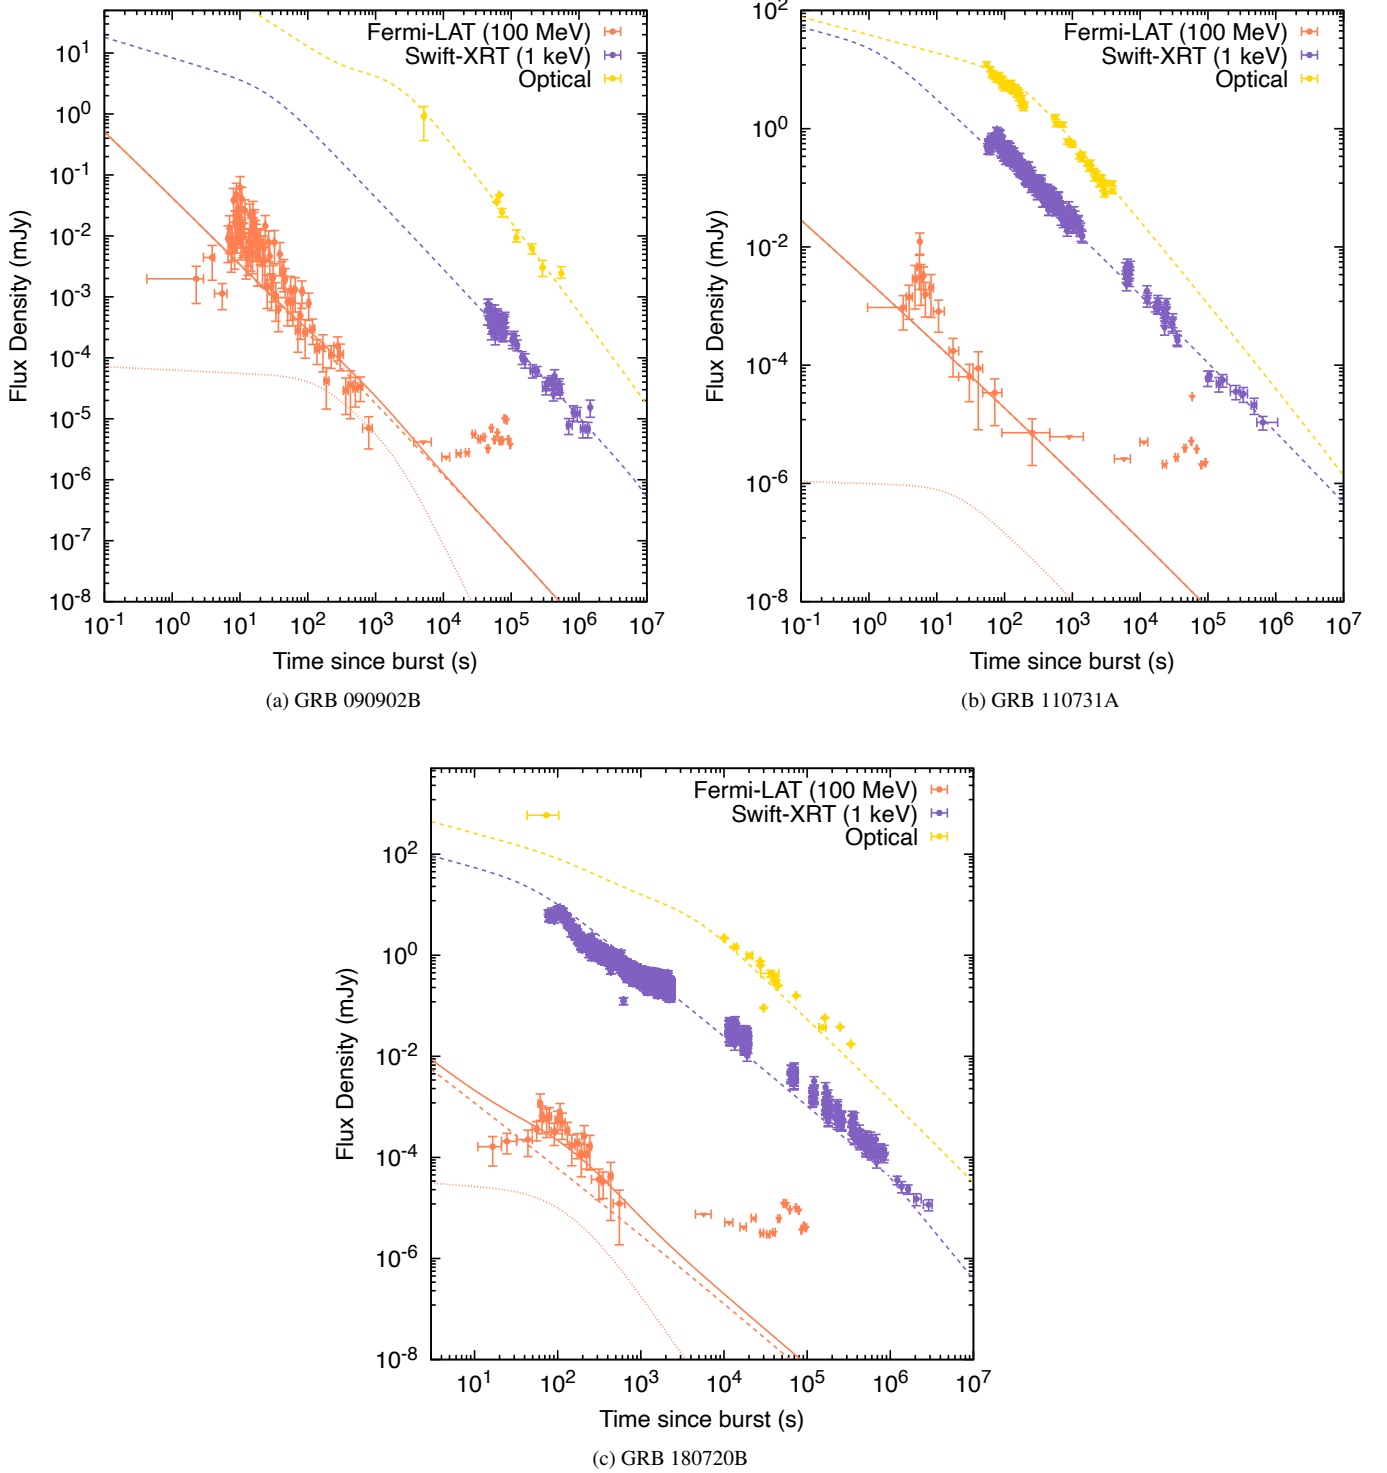 Fermi-LAT (100 MeV)
Swift-XRT (1 keV)
Optical
Flux Density (mJy)
10^1
10^0
10^-1
10^-2
10^-3
10^-4
10^-5
10^-6
10^-7
10^-8
10^-1 10^0 10^1 10^2 10^3 10^4 10^5 10^6 10^7
Time since burst (s)
(a) GRB 090902B
Fermi-LAT (100 MeV)
Swift-XRT (1 keV)
Optical
Flux Density (mJy)
10^2
10^0
10^-2
10^-4
10^-6
10^-8
10^-1 10^0 10^1 10^2 10^3 10^4 10^5 10^6 10^7
Time since burst (s)
(b) GRB 110731A
Fermi-LAT (100 MeV)
Swift-XRT (1 keV)
Optical
Flux Density (mJy)
10^2
10^0
10^-2
10^-4
10^-6
10^-8
10^1 10^2 10^3 10^4 10^5 10^6 10^7
Time since burst (s)
(c) GRB 180720B